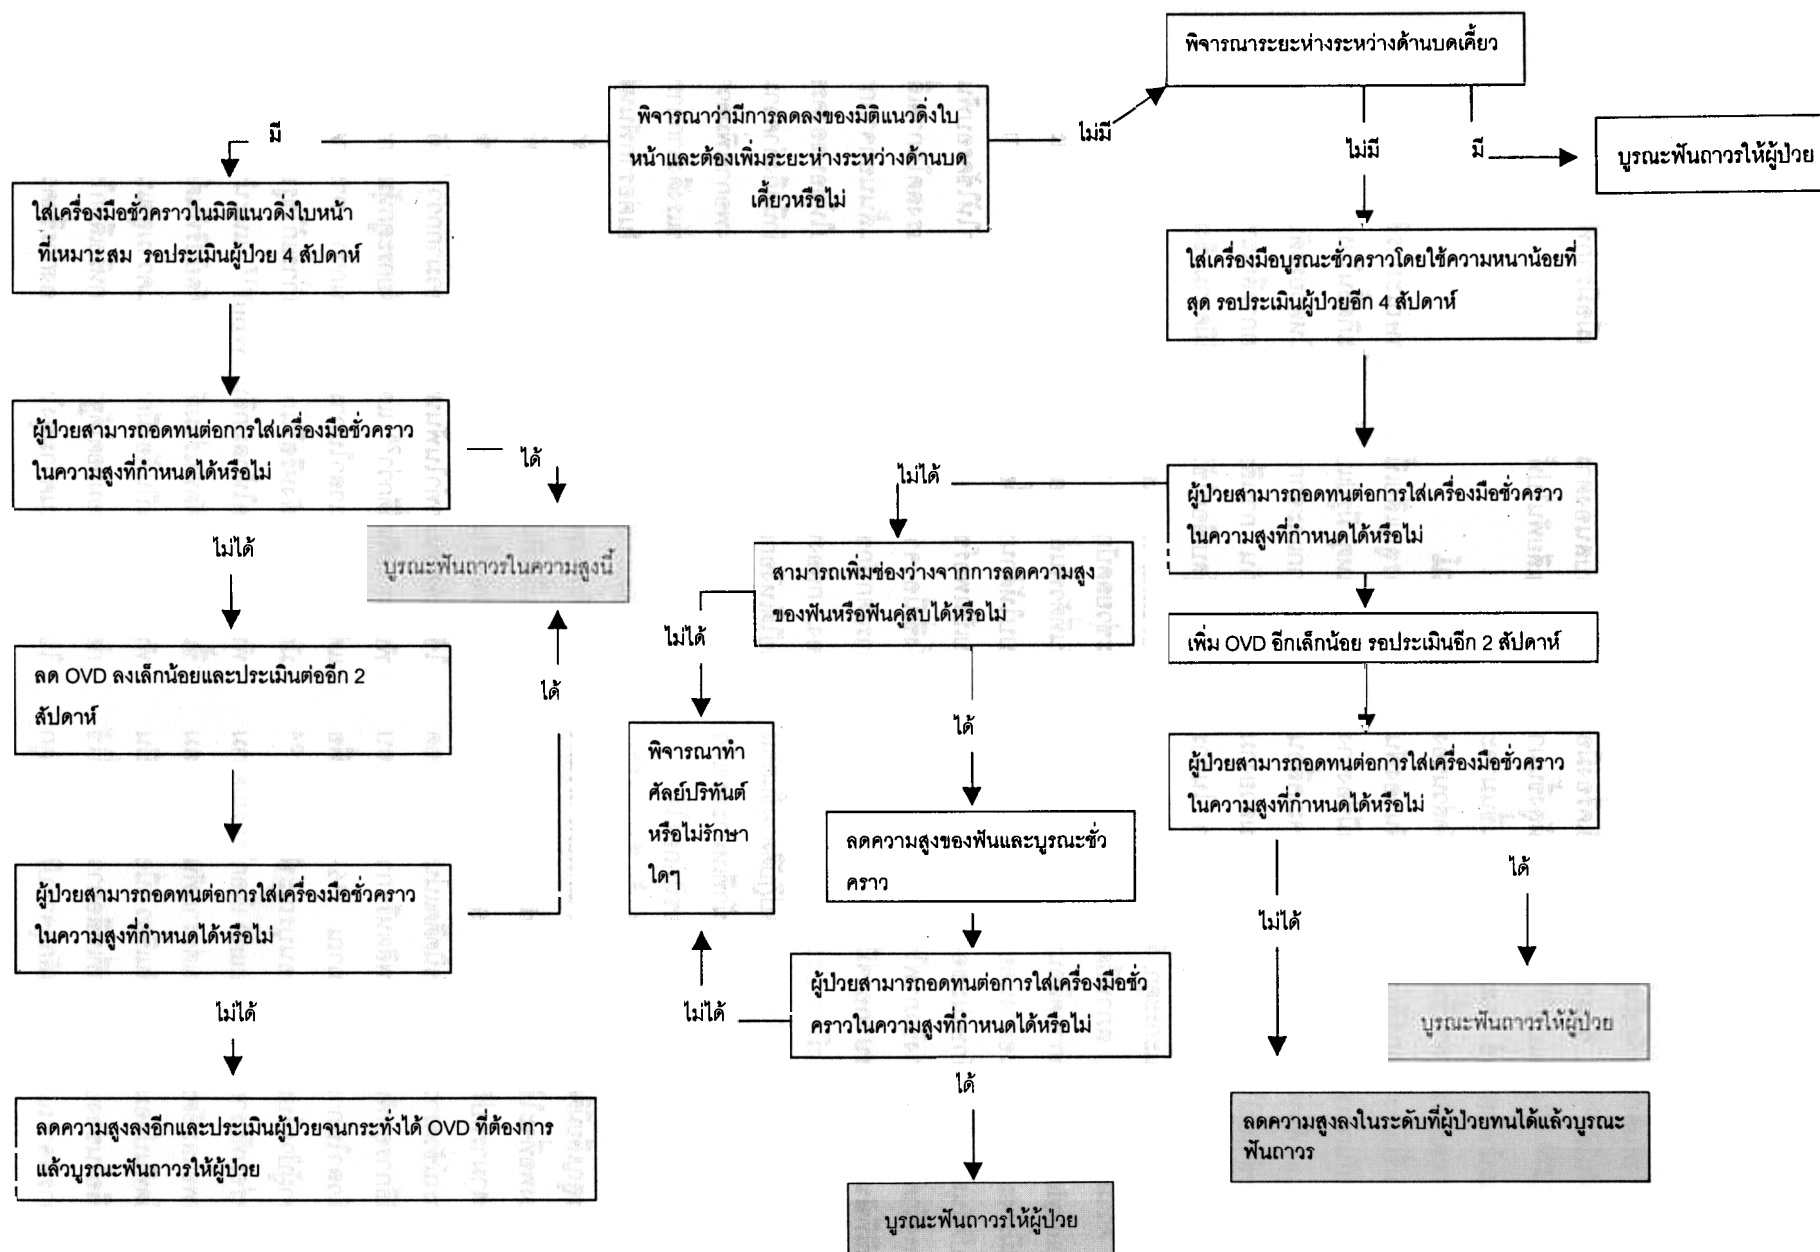 พิจารณาระยะห่างระหว่างด้านบดเคี้ยว
พิจารณาว่ามีการลดลงของมิติแนวดิ่งใบ
หน้าและต้องเพิ่มระยะห่างระหว่างด้านบด
เคี้ยวหรือไม่
มี
ไม่มี
ไม่มี
มี
บูรณะฟันถาวรให้ผู้ป่วย
ใส่เครื่องมือชั่วคราวในมิติแนวดิ่งใบหน้า
ที่เหมาะสม รอประเมินผู้ป่วย 4 สัปดาห์
ใส่เครื่องมือบูรณะชั่วคราวโดยใช้ความหนาน้อยที่
สุด รอประเมินผู้ป่วยอีก 4 สัปดาห์
ผู้ป่วยสามารถอดทนต่อการใส่เครื่องมือชั่วคราว
ในความสูงที่กำหนดได้หรือไม่
ได้
ไม่ได้
บูรณะฟันถาวรในความสูงนี้
ไม่ได้
ผู้ป่วยสามารถอดทนต่อการใส่เครื่องมือชั่วคราว
ในความสูงที่กำหนดได้หรือไม่
สามารถเพิ่มช่องว่างจากการลดความสูง
ของฟันหรือฟันคู่สบได้หรือไม่
ไม่ได้
เพิ่ม OVD อีกเล็กน้อย รอประเมินอีก 2 สัปดาห์
ลด OVD ลงเล็กน้อยและประเมินต่ออีก 2
สัปดาห์
ได้
ได้
พิจารณาทำ
ศัลย์ปริทันต์
หรือไม่รักษา
ใดๆ
ผู้ป่วยสามารถอดทนต่อการใส่เครื่องมือชั่วคราว
ในความสูงที่กำหนดได้หรือไม่
ลดความสูงของฟันและบูรณะชั่ว
คราว
ได้
ไม่ได้
ผู้ป่วยสามารถอดทนต่อการใส่เครื่องมือชั่วคราว
ในความสูงที่กำหนดได้หรือไม่
ไม่ได้
ไม่ได้
ผู้ป่วยสามารถอดทนต่อการใส่เครื่องมือชั่ว
คราวในความสูงที่กำหนดได้หรือไม่
บูรณะฟันถาวรให้ผู้ป่วย
ได้
ลดความสูงลงอีกและประเมินผู้ป่วยจนกระทั่งได้ OVD ที่ต้องการ
แล้วบูรณะฟันถาวรให้ผู้ป่วย
ลดความสูงลงในระดับที่ผู้ป่วยทนได้แล้วบูรณะ
ฟันถาวร
บูรณะฟันถาวรให้ผู้ป่วย